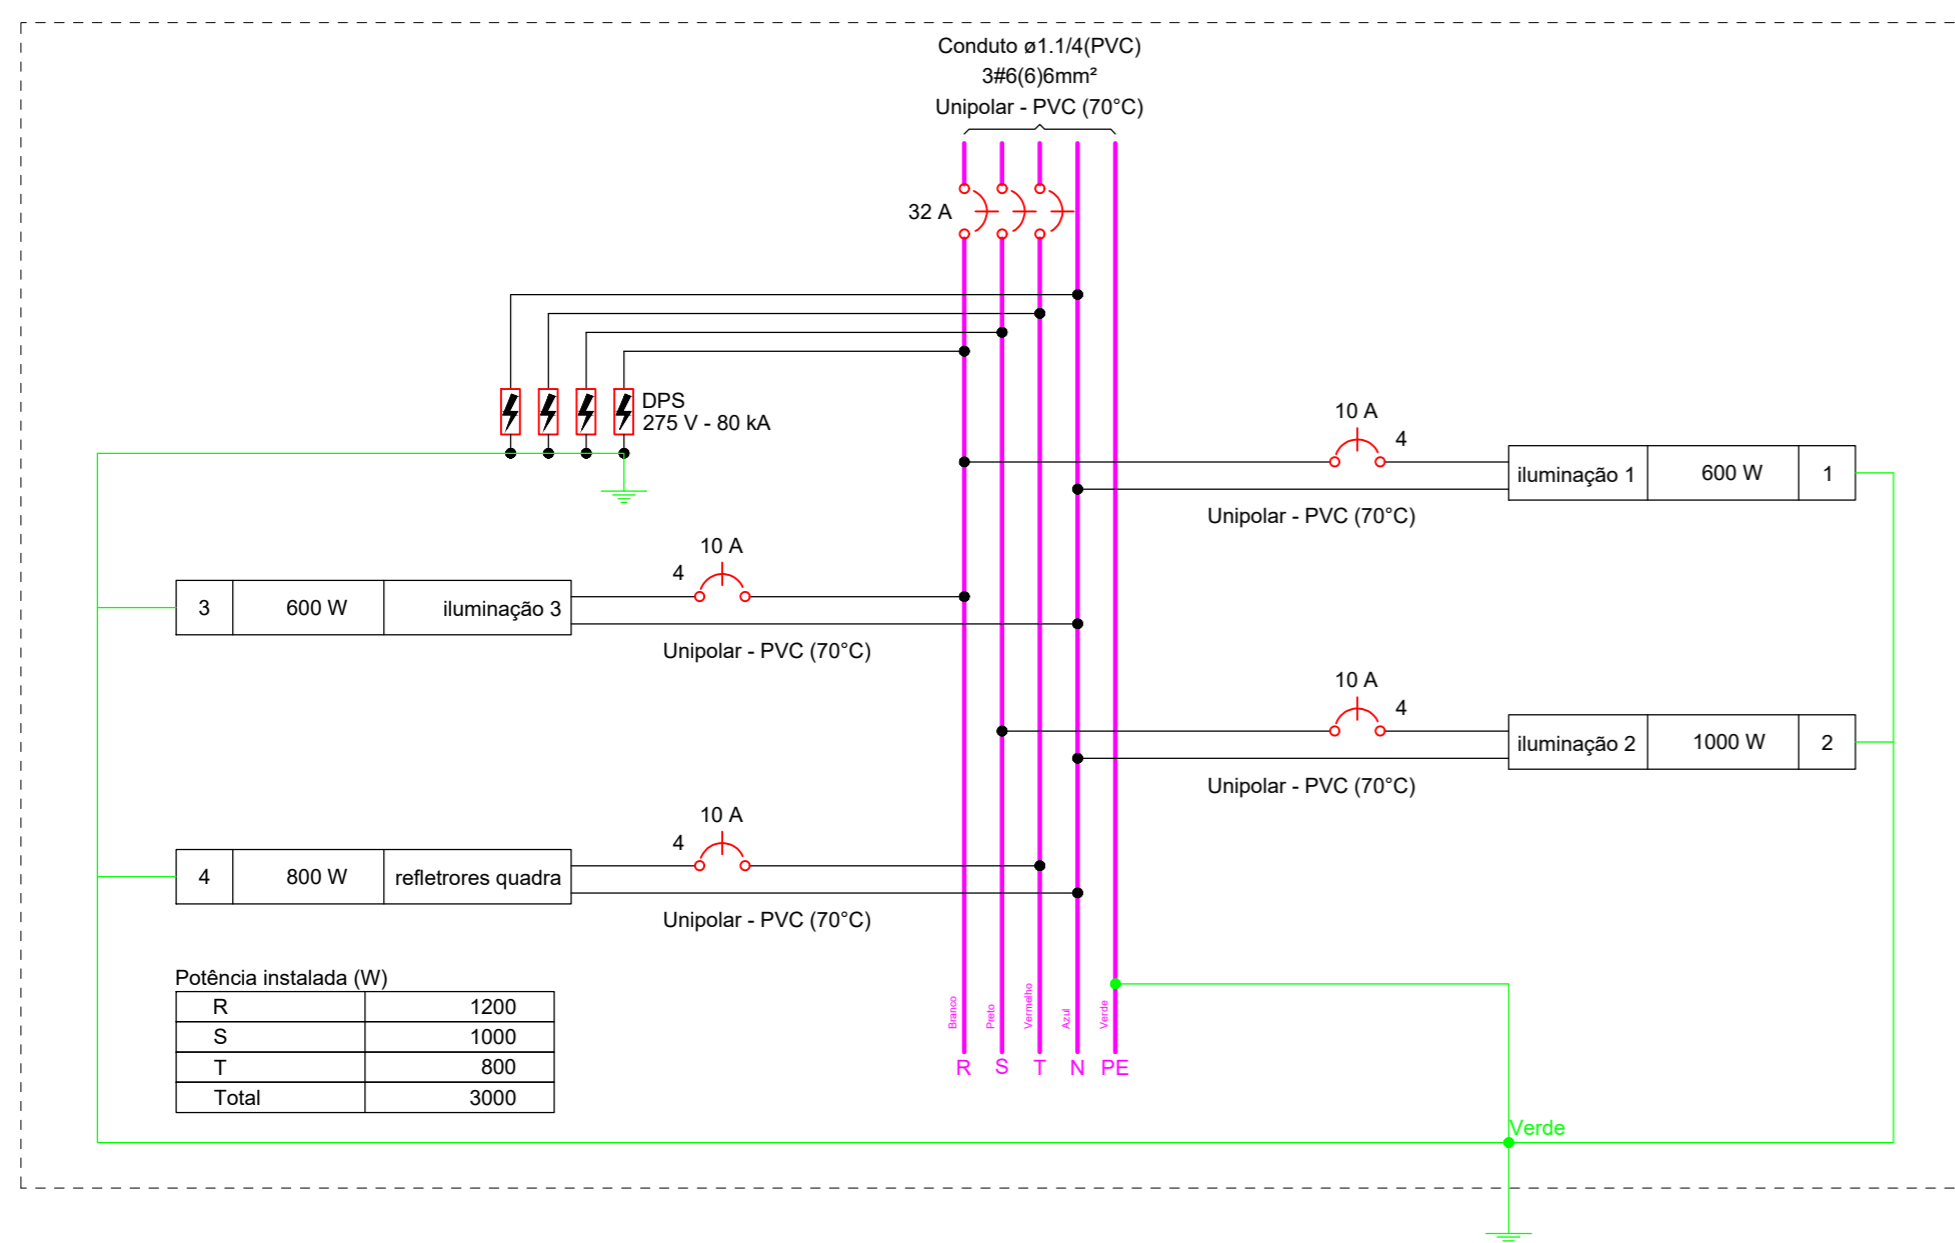 Conduto ø1.1/4(PVC)
3#6(6)6mm²
Unipolar - PVC (70°C)
32 A
DPS
275 V - 80 kA
10 A
4
iluminação 1 600 W 1
Unipolar - PVC (70°C)
10 A
4
3 600 W iluminação 3
Unipolar - PVC (70°C)
10 A
4
iluminação 2 1000 W 2
Unipolar - PVC (70°C)
10 A
4
4 800 W refletrores quadra
Unipolar - PVC (70°C)
Potência instalada (W)
R 1200
S 1000
T 800
Total 3000
Branco
Preto
Vermelho
Azul
Verde
R S T N PE
Verde